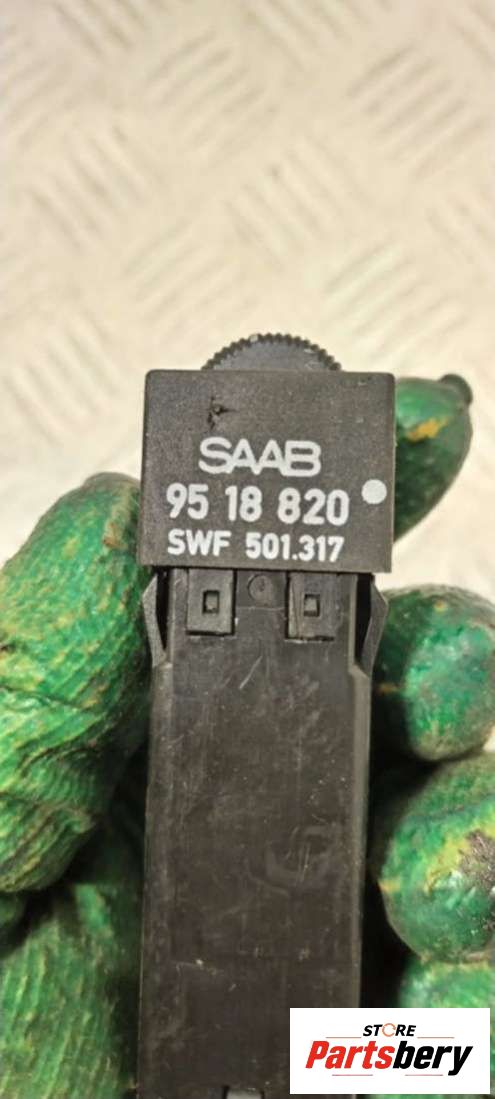 SAAB
95 18 820
SWF 501.317
STORE
Partsbery